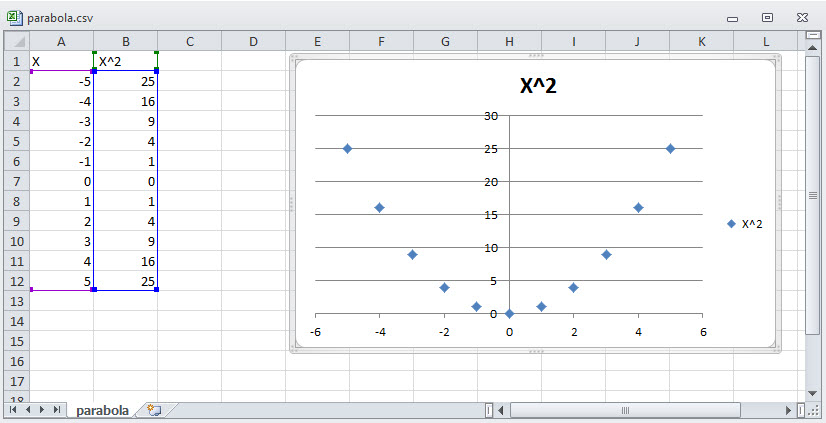 parabola.csv
A B C D E F G H I J K L
1 X X^2
2 -5 25
3 -4 16
4 -3 9
5 -2 4
6 -1 1
7 0 0
8 1 1
9 2 4
10 3 9
11 4 16
12 5 25
13
14
15
16
17
18
X^2
30
25
20
15
10
5
0
-6 -4 -2 0 2 4 6
X^2
parabola